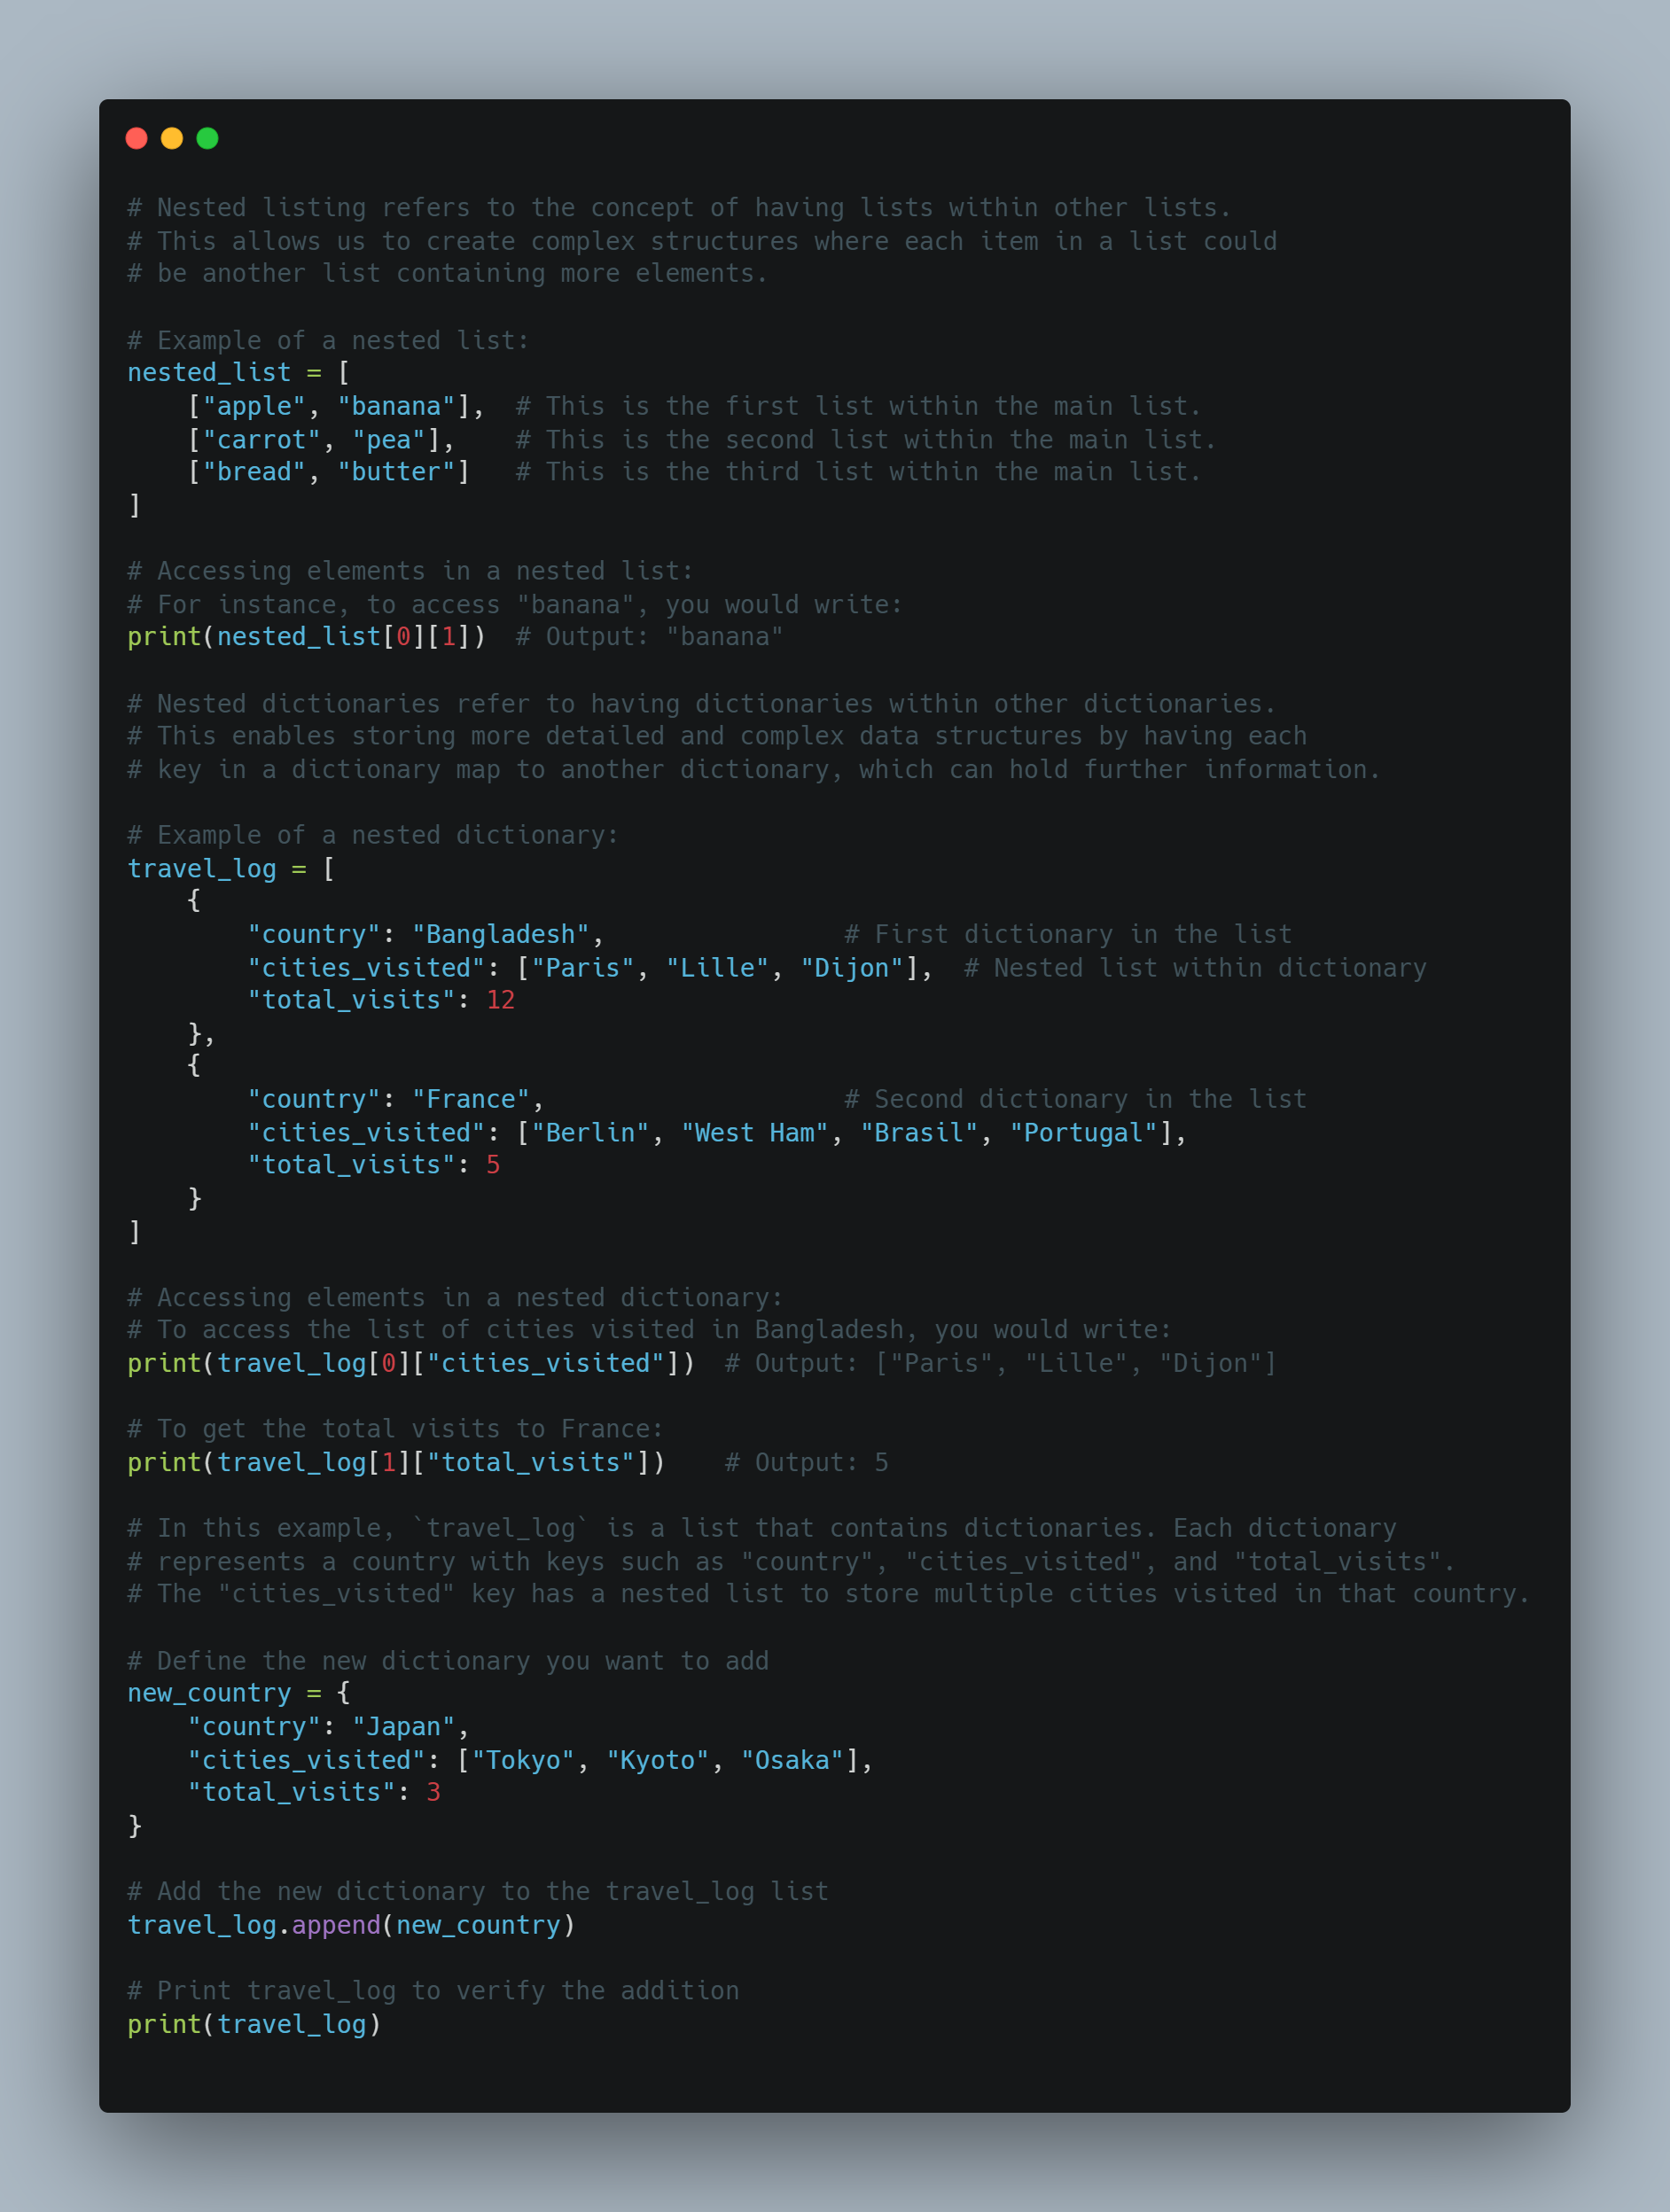 # Nested listing refers to the concept of having lists within other lists.
# This allows us to create complex structures where each item in a list could
# be another list containing more elements.

# Example of a nested list:
nested_list = [
    ["apple", "banana"],  # This is the first list within the main list.
    ["carrot", "pea"],    # This is the second list within the main list.
    ["bread", "butter"]   # This is the third list within the main list.
]

# Accessing elements in a nested list:
# For instance, to access "banana", you would write:
print(nested_list[0][1])  # Output: "banana"

# Nested dictionaries refer to having dictionaries within other dictionaries.
# This enables storing more detailed and complex data structures by having each
# key in a dictionary map to another dictionary, which can hold further information.

# Example of a nested dictionary:
travel_log = [
    {
        "country": "Bangladesh",                # First dictionary in the list
        "cities_visited": ["Paris", "Lille", "Dijon"],  # Nested list within dictionary
        "total_visits": 12
    },
    {
        "country": "France",                    # Second dictionary in the list
        "cities_visited": ["Berlin", "West Ham", "Brasil", "Portugal"],
        "total_visits": 5
    }
]

# Accessing elements in a nested dictionary:
# To access the list of cities visited in Bangladesh, you would write:
print(travel_log[0]["cities_visited"])  # Output: ["Paris", "Lille", "Dijon"]

# To get the total visits to France:
print(travel_log[1]["total_visits"])    # Output: 5

# In this example, `travel_log` is a list that contains dictionaries. Each dictionary
# represents a country with keys such as "country", "cities_visited", and "total_visits".
# The "cities_visited" key has a nested list to store multiple cities visited in that country.

# Define the new dictionary you want to add
new_country = {
    "country": "Japan",
    "cities_visited": ["Tokyo", "Kyoto", "Osaka"],
    "total_visits": 3
}

# Add the new dictionary to the travel_log list
travel_log.append(new_country)

# Print travel_log to verify the addition
print(travel_log)